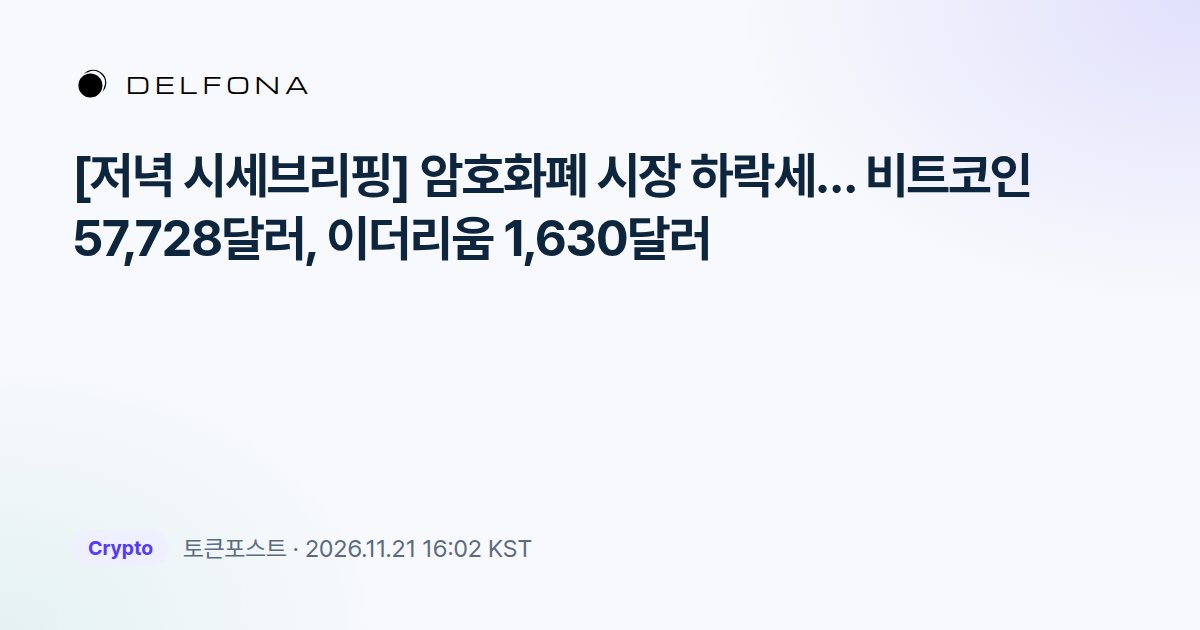 DELFONA
[저녁 시세브리핑] 암호화폐 시장 하락세... 비트코인
57,728달러, 이더리움 1,630달러
Crypto 토큰포스트 · 2026.11.21 16:02 KST